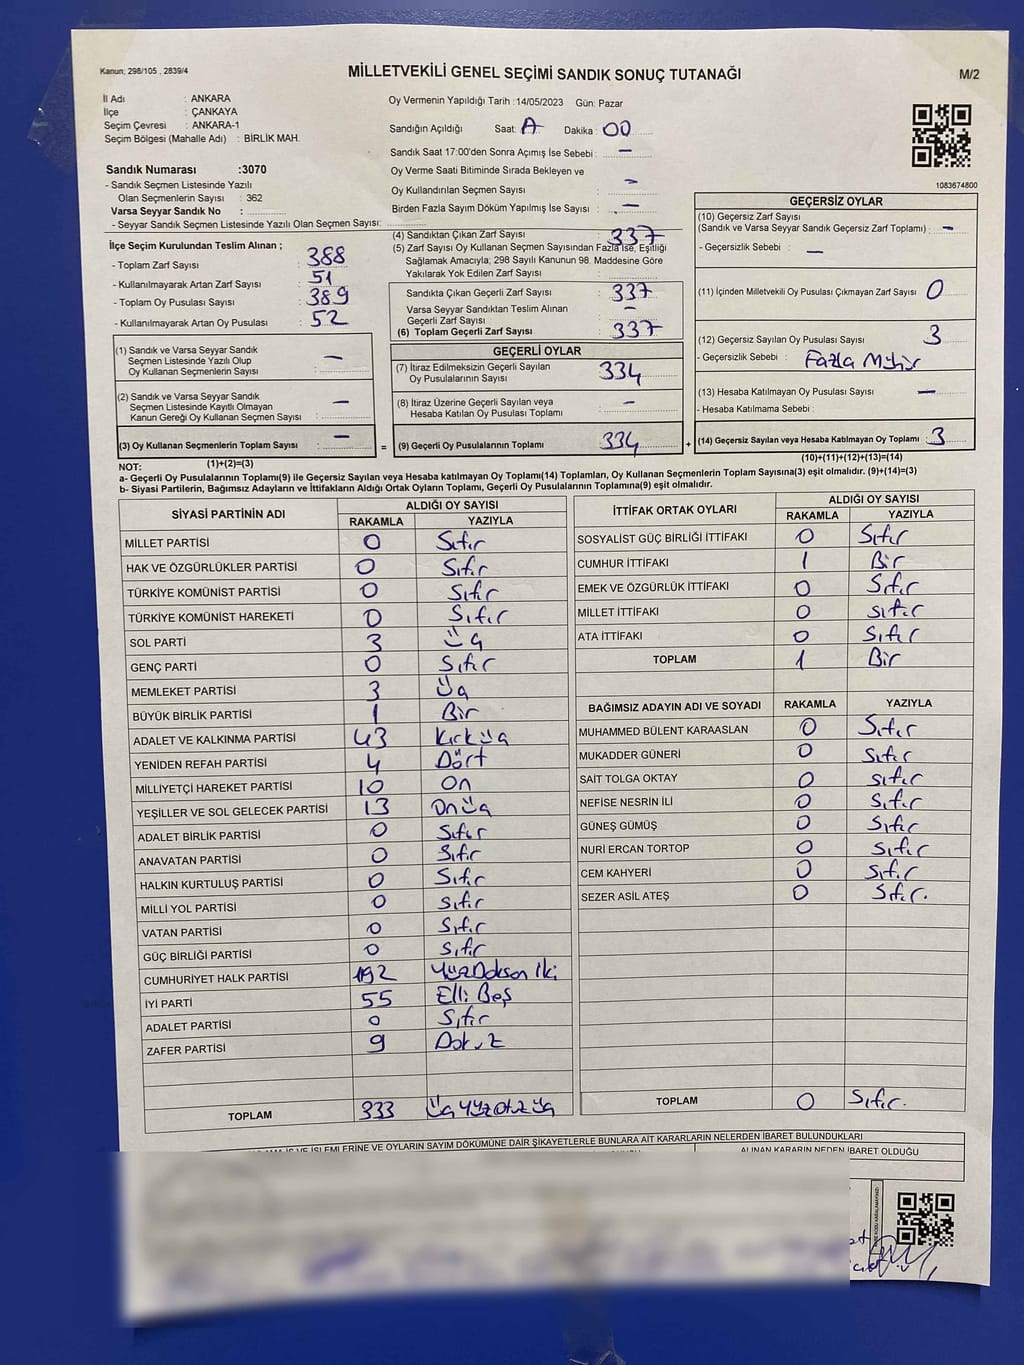 Kanun; 298/105 , 2839/4
MİLLETVEKİLİ GENEL SEÇİMİ SANDIK SONUÇ TUTANAĞI
M/2
İl Adı : ANKARA
İlçe : ÇANKAYA
Seçim Çevresi : ANKARA-1
Seçim Bölgesi (Mahalle Adı) : BİRLİK MAH.
Oy Vermenin Yapıldığı Tarih :14/05/2023 Gün: Pazar
Sandığın Açıldığı Saat: A Dakika : 00
Sandık Saat 17:00'den Sonra Açımış İse Sebebi : -
Oy Verme Saati Bitiminde Sırada Bekleyen ve
Oy Kullandırılan Seçmen Sayısı : -
Birden Fazla Sayım Döküm Yapılmış İse Sayısı : -
1083674800
Sandık Numarası :3070
- Sandık Seçmen Listesinde Yazılı
Olan Seçmenlerin Sayısı : 362
Varsa Seyyar Sandık No :
- Seyyar Sandık Seçmen Listesinde Yazılı Olan Seçmen Sayısı:
İlçe Seçim Kurulundan Teslim Alınan ;
- Toplam Zarf Sayısı : 388
- Kullanılmayarak Artan Zarf Sayısı : 51
- Toplam Oy Pusulası Sayısı : 389
- Kullanılmayarak Artan Oy Pusulası : 52
(4) Sandıktan Çıkan Zarf Sayısı : 337
(5) Zarf Sayısı Oy Kullanan Seçmen Sayısından Fazla İse, Eşitliği
Sağlamak Amacıyla; 298 Sayılı Kanunun 98. Maddesine Göre
Yakılarak Yok Edilen Zarf Sayısı :
Sandıkta Çıkan Geçerli Zarf Sayısı : 337
Varsa Seyyar Sandıktan Teslim Alınan
Geçerli Zarf Sayısı : -
(6) Toplam Geçerli Zarf Sayısı : 337
GEÇERSİZ OYLAR
(10) Geçersiz Zarf Sayısı
(Sandık ve Varsa Seyyar Sandık Geçersiz Zarf Toplamı) : -
- Geçersizlik Sebebi : -
(11) İçinden Milletvekili Oy Pusulası Çıkmayan Zarf Sayısı : 0
(12) Geçersiz Sayılan Oy Pusulası Sayısı : 3
- Geçersizlik Sebebi : Fazla Mühür
(13) Hesaba Katılmayan Oy Pusulası Sayısı : -
- Hesaba Katılmama Sebebi :
(14) Geçersiz Sayılan veya Hesaba Katılmayan Oy Toplamı : 3
(10)+(11)+(12)+(13)=(14)
(1) Sandık ve Varsa Seyyar Sandık
Seçmen Listesinde Yazılı Olup
Oy Kullanan Seçmenlerin Sayısı : -
(2) Sandık ve Varsa Seyyar Sandık
Seçmen Listesinde Kayıtlı Olmayan
Kanun Gereği Oy Kullanan Seçmen Sayısı : -
(3) Oy Kullanan Seçmenlerin Toplam Sayısı : -
(1)+(2)=(3)
=
GEÇERLİ OYLAR
(7) İtiraz Edilmeksizin Geçerli Sayılan
Oy Pusulalarının Sayısı : 334
(8) İtiraz Üzerine Geçerli Sayılan veya
Hesaba Katılan Oy Pusulası Toplamı : -
(9) Geçerli Oy Pusulalarının Toplamı : 334
+
NOT:
a- Geçerli Oy Pusulalarının Toplamı(9) ile Geçersiz Sayılan veya Hesaba katılmayan Oy Toplamı(14) Toplamları, Oy Kullanan Seçmenlerin Toplam Sayısına(3) eşit olmalıdır. (9)+(14)=(3)
b- Siyasi Partilerin, Bağımsız Adayların ve İttifakların Aldığı Ortak Oyların Toplamı, Geçerli Oy Pusulalarının Toplamına(9) eşit olmalıdır.
SİYASİ PARTİNİN ADI ALDIĞI OY SAYISI
RAKAMLA YAZIYLA
MİLLET PARTİSİ 0 Sıfır
HAK VE ÖZGÜRLÜKLER PARTİSİ 0 Sıfır
TÜRKİYE KOMÜNİST PARTİSİ 0 Sıfır
TÜRKİYE KOMÜNİST HAREKETİ 0 Sıfır
SOL PARTİ 3 üç
GENÇ PARTİ 0 Sıfır
MEMLEKET PARTİSİ 3 üç
BÜYÜK BİRLİK PARTİSİ 1 Bir
ADALET VE KALKINMA PARTİSİ 43 Kırk üç
YENİDEN REFAH PARTİSİ 4 Dört
MİLLİYETÇİ HAREKET PARTİSİ 10 On
YEŞİLLER VE SOL GELECEK PARTİSİ 13 On üç
ADALET BİRLİK PARTİSİ 0 Sıfır
ANAVATAN PARTİSİ 0 Sıfır
HALKIN KURTULUŞ PARTİSİ 0 Sıfır
MİLLİ YOL PARTİSİ 0 Sıfır
VATAN PARTİSİ 0 Sıfır
GÜÇ BİRLİĞİ PARTİSİ 0 Sıfır
CUMHURİYET HALK PARTİSİ 192 YüzDoksan İki
İYİ PARTİ 55 Elli Beş
ADALET PARTİSİ 0 Sıfır
ZAFER PARTİSİ 9 Dokuz
TOPLAM 333 üç yüz otuz üç
İTTİFAK ORTAK OYLARI ALDIĞI OY SAYISI
RAKAMLA YAZIYLA
SOSYALİST GÜÇ BİRLİĞİ İTTİFAKI 0 Sıfır
CUMHUR İTTİFAKI 1 Bir
EMEK VE ÖZGÜRLÜK İTTİFAKI 0 Sıfır
MİLLET İTTİFAKI 0 sıfır
ATA İTTİFAKI 0 Sıfır
TOPLAM 1 Bir
BAĞIMSIZ ADAYIN ADI VE SOYADI RAKAMLA YAZIYLA
MUHAMMED BÜLENT KARAASLAN 0 Sıfır
MUKADDER GÜNERİ 0 Sıfır
SAİT TOLGA OKTAY 0 sıfır
NEFİSE NESRİN İLİ 0 Sıfır
GÜNEŞ GÜMÜŞ 0 Sıfır
NURİ ERCAN TORTOP 0 Sıfır
CEM KAHYERİ 0 Sıfır
SEZER ASİL ATEŞ 0 Sıfır.
TOPLAM 0 Sıfır.
İŞLEMLERİNE VE OYLARIN SAYIM DÖKÜMÜNE DAİR ŞİKAYETLERLE BUNLARA AİT KARARLARIN NELERDEN İBARET BULUNDUKLARI
ALINAN KARARIN NEDEN İBARET OLDUĞU